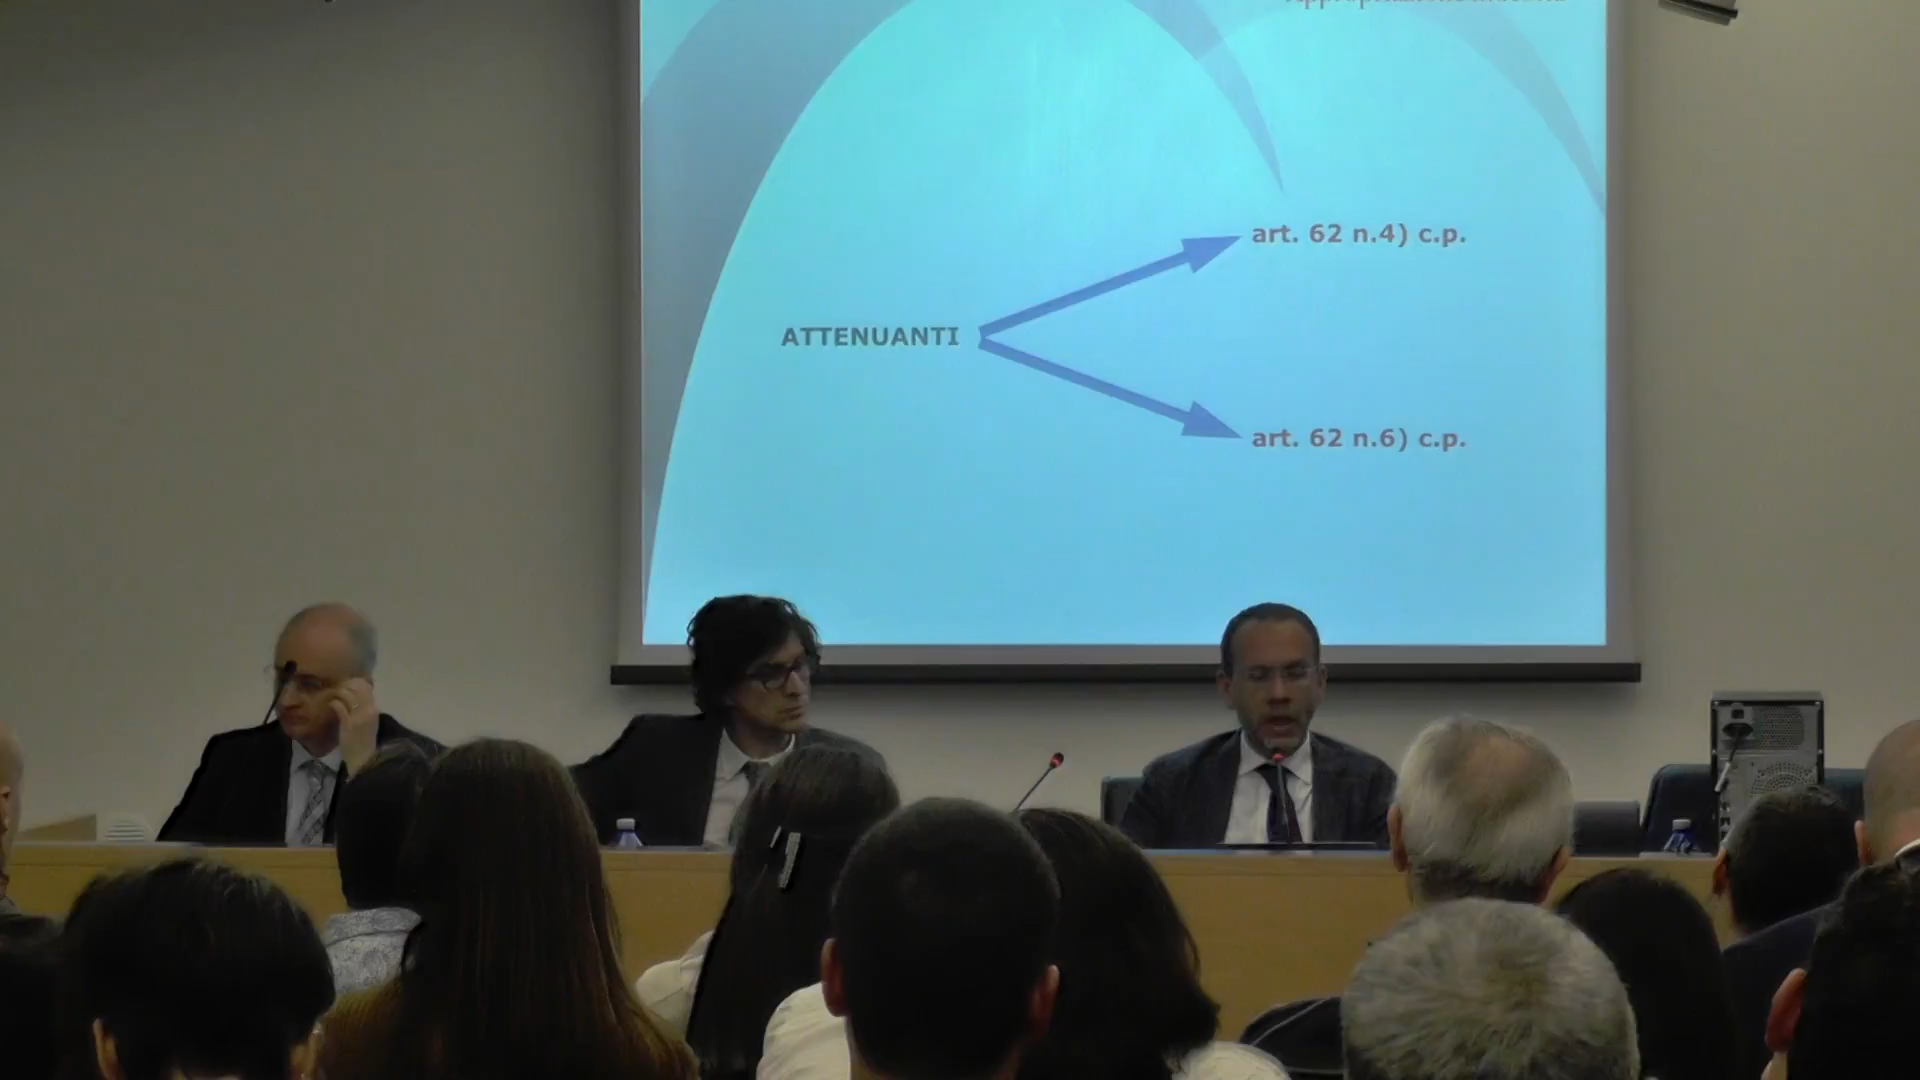 art. 62 n.4) c.p.
ATTENUANTI
art. 62 n.6) c.p.